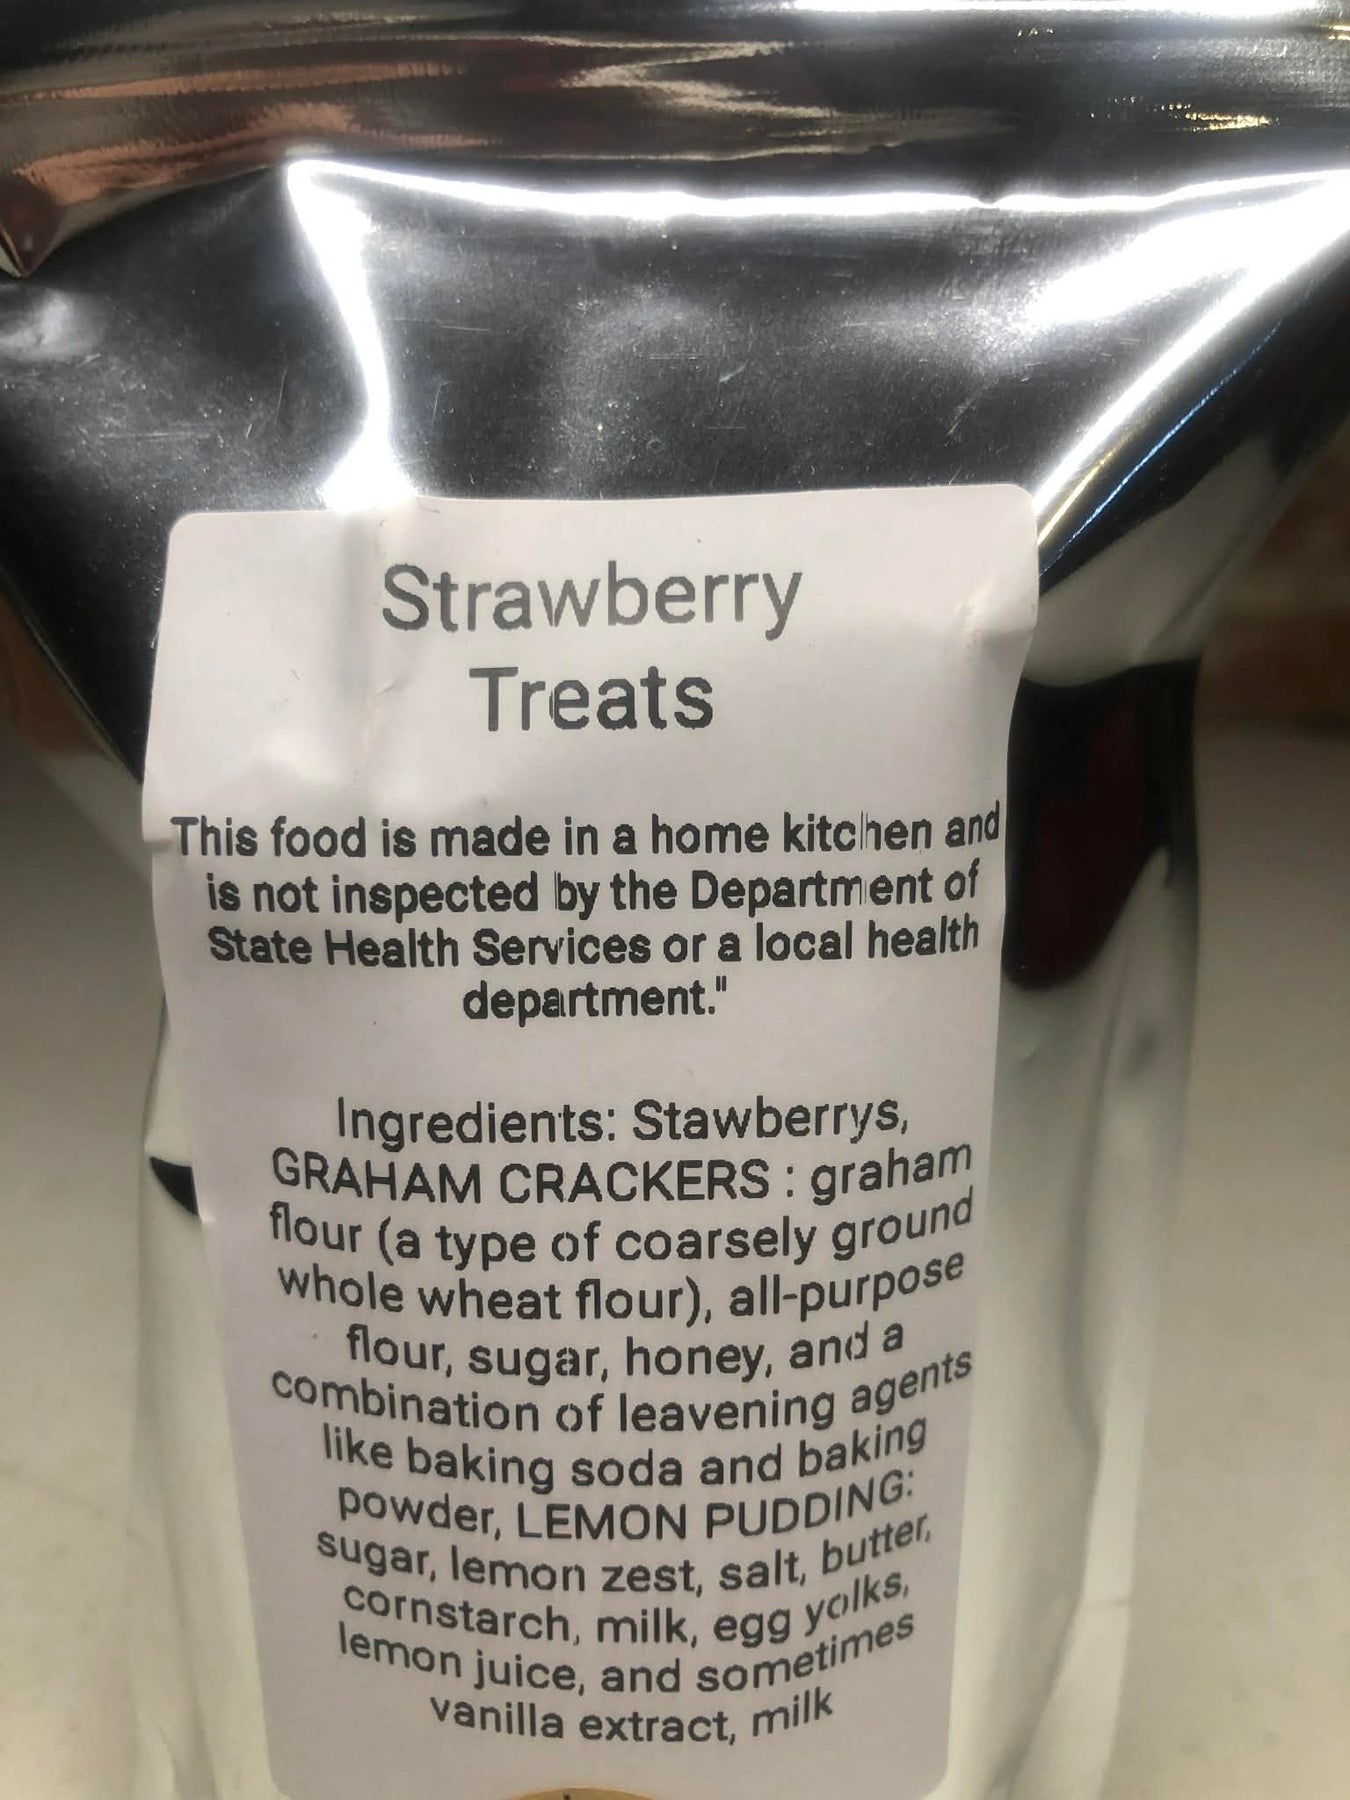 Strawberry
Treats
This food is made in a home kitchen and
is not inspected by the Department of
State Health Services or a local health
department."
Ingredients: Stawberrys,
GRAHAM CRACKERS : graham
flour (a type of coarsely ground
whole wheat flour), all-purpose
flour, sugar, honey, and a
combination of leavening agents
like baking soda and baking
powder, LEMON PUDDING:
sugar, lemon zest, salt, butter,
cornstarch, milk, egg yolks,
lemon juice, and sometimes
vanilla extract, milk